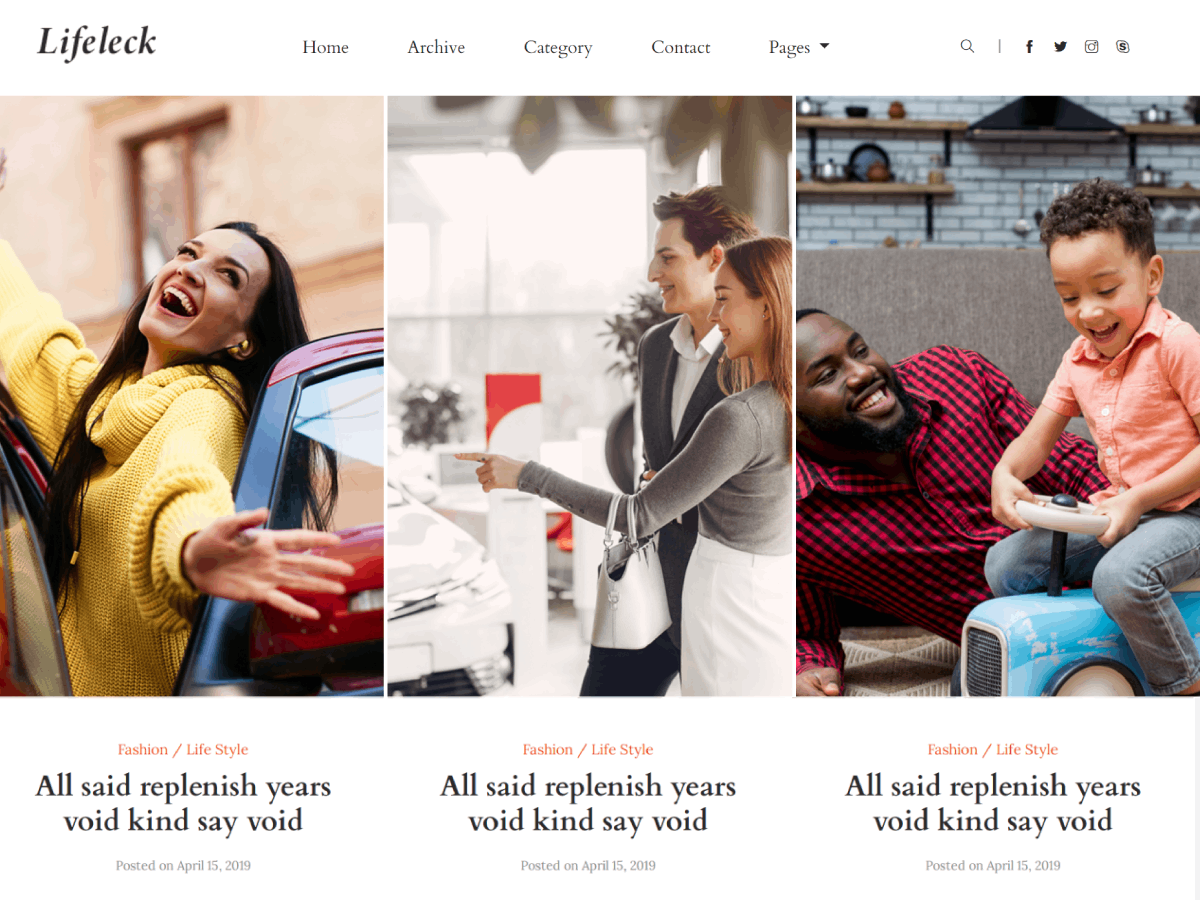 Lifeleck
Home Archive Category Contact Pages
Fashion / Life Style
All said replenish years
void kind say void
Posted on April 15, 2019
Fashion / Life Style
All said replenish years
void kind say void
Posted on April 15, 2019
Fashion / Life Style
All said replenish years
void kind say void
Posted on April 15, 2019